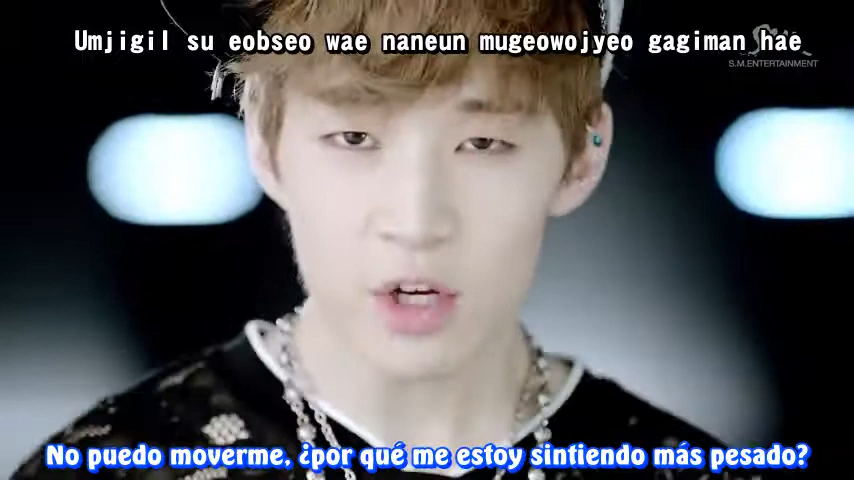 Umjigil su eobseo wae naneun mugeowojyeo gagiman hae
S.M.ENTERTAINMENT
No puedo moverme, ¿por qué me estoy sintiendo más pesado?